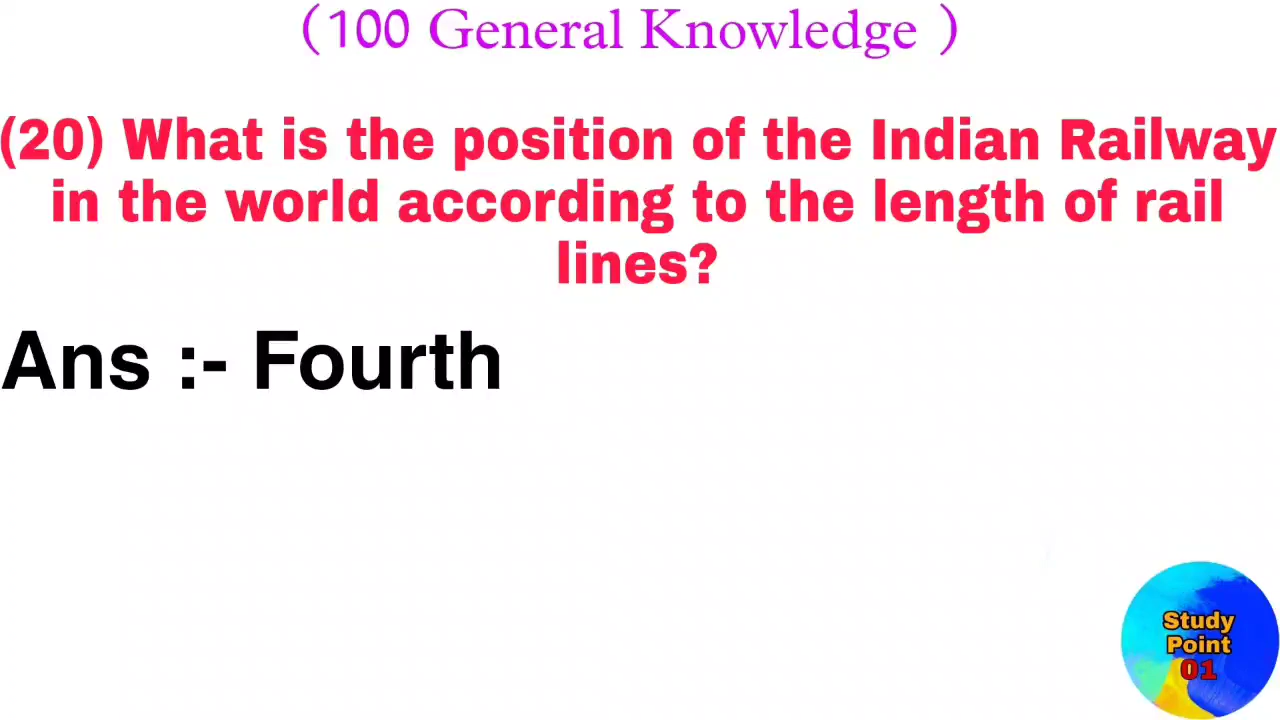 (100 General Knowledge )
(20) What is the position of the Indian Railway
in the world according to the length of rail
lines?
Ans :- Fourth
Study
Point
01